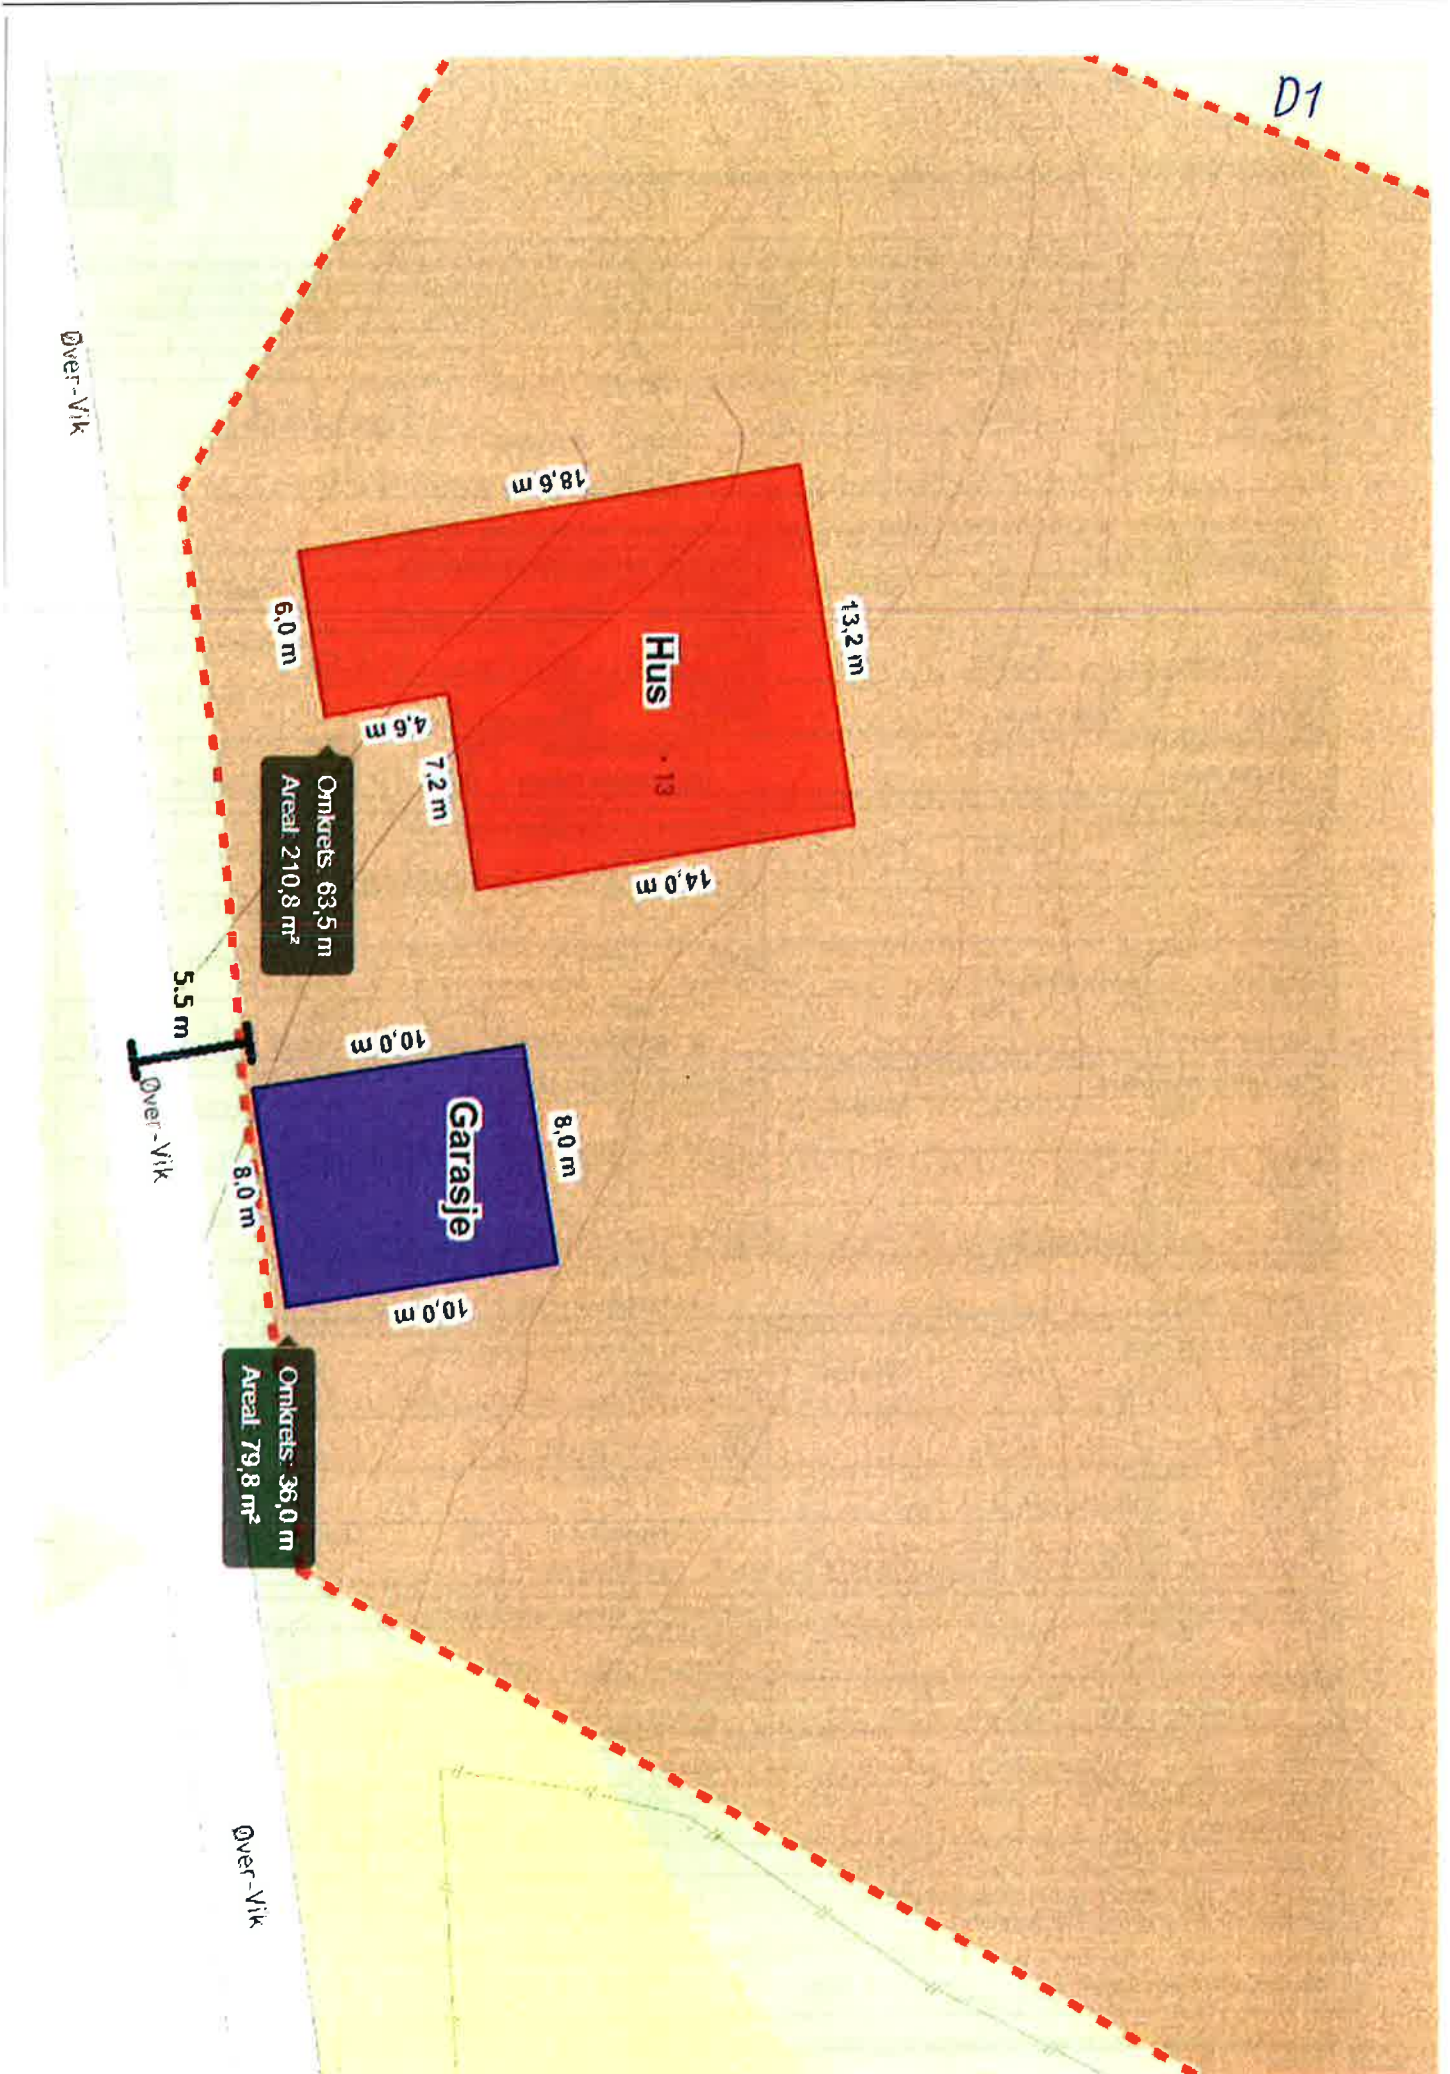 D1
Øver-Vik
18,6 m
13,2 m
6,0 m
Hus
4,6 m
13
7,2 m
14,0 m
Omkrets: 63,5 m
Areal: 210,8 m²
5.5 m
Øver-Vik
10,0 m
8,0 m
Garasje
8,0 m
10,0 m
Omkrets: 36,0 m
Areal: 79,8 m²
Øver-Vik